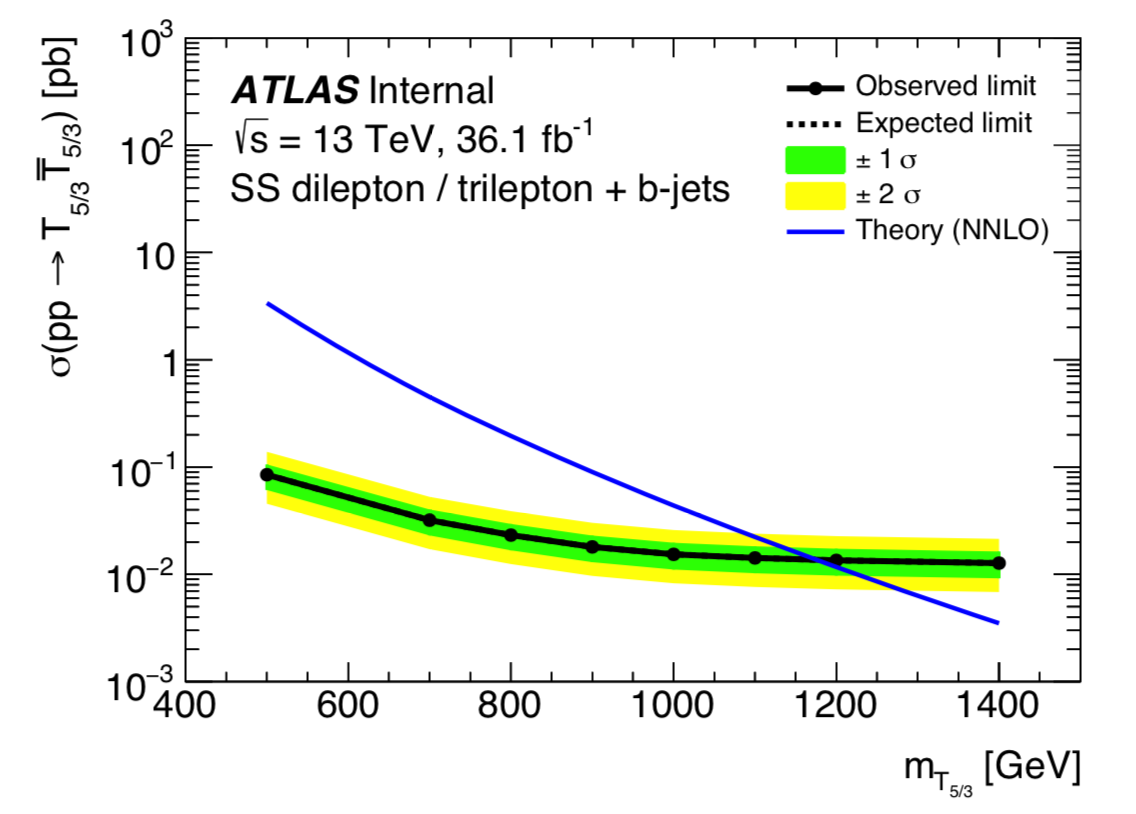 σ(pp → T5/3T̅5/3) [pb]
10³
10²
10
1
10⁻¹
10⁻²
10⁻³
ATLAS Internal
√s = 13 TeV, 36.1 fb⁻¹
SS dilepton / trilepton + b-jets
Observed limit
Expected limit
± 1 σ
± 2 σ
Theory (NNLO)
400 600 800 1000 1200 1400
mT5/3 [GeV]